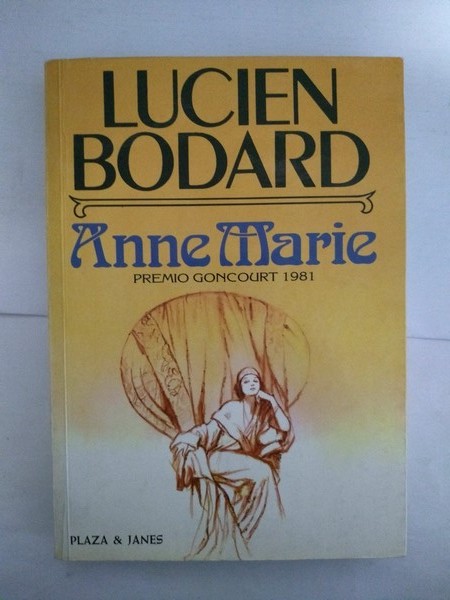 LUCIEN
BODARD
Anne Marie
PREMIO GONCOURT 1981
PLAZA & JANES